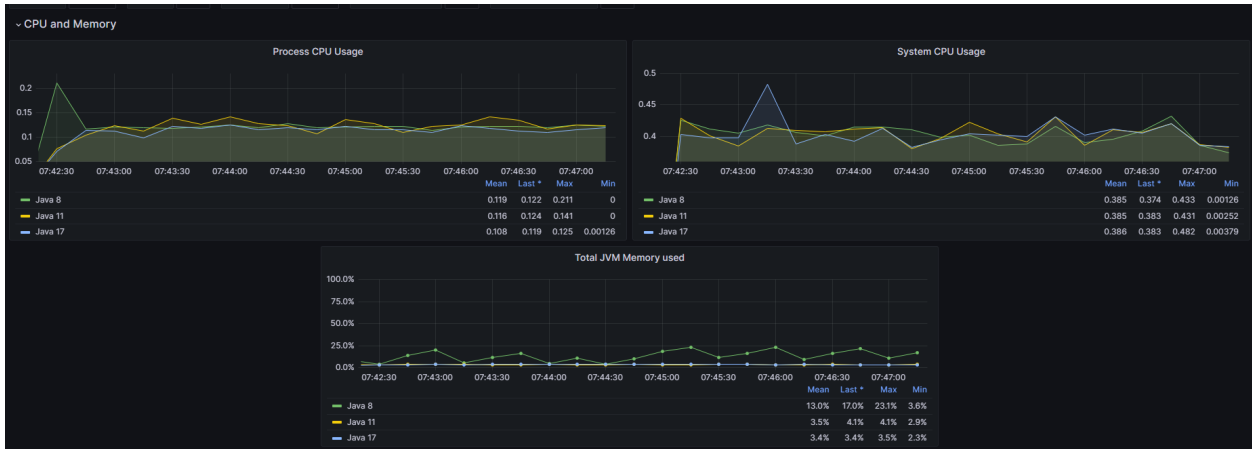 CPU and Memory
Process CPU Usage
0.2
0.15
0.1
0.05
07:42:30 07:43:00 07:43:30 07:44:00 07:44:30 07:45:00 07:45:30 07:46:00 07:46:30 07:47:00
Mean Last * Max Min
Java 8 0.119 0.122 0.211 0
Java 11 0.116 0.124 0.141 0
Java 17 0.108 0.119 0.125 0.00126
System CPU Usage
0.5
0.45
0.4
07:42:30 07:43:00 07:43:30 07:44:00 07:44:30 07:45:00 07:45:30 07:46:00 07:46:30 07:47:00
Mean Last * Max Min
Java 8 0.385 0.374 0.433 0.00126
Java 11 0.385 0.383 0.431 0.00252
Java 17 0.386 0.383 0.482 0.00379
Total JVM Memory used
100.0%
75.0%
50.0%
25.0%
0.0%
07:42:30 07:43:00 07:43:30 07:44:00 07:44:30 07:45:00 07:45:30 07:46:00 07:46:30 07:47:00
Mean Last * Max Min
Java 8 13.0% 17.0% 23.1% 3.6%
Java 11 3.5% 4.1% 4.1% 2.9%
Java 17 3.4% 3.4% 3.5% 2.3%